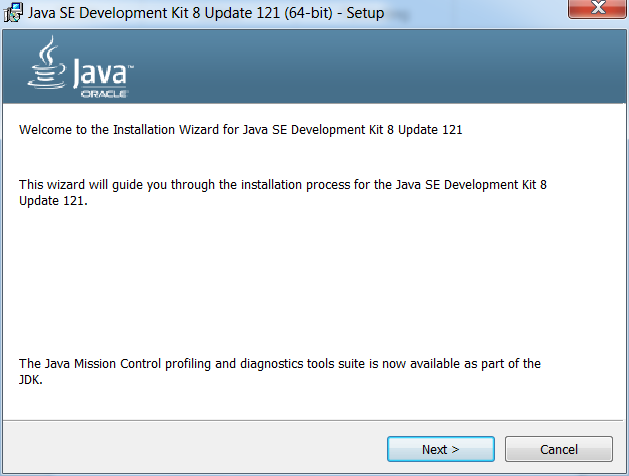 Java SE Development Kit 8 Update 121 (64-bit) - Setup
Java™
ORACLE
Welcome to the Installation Wizard for Java SE Development Kit 8 Update 121
This wizard will guide you through the installation process for the Java SE Development Kit 8
Update 121.
The Java Mission Control profiling and diagnostics tools suite is now available as part of the
JDK.
Next >
Cancel